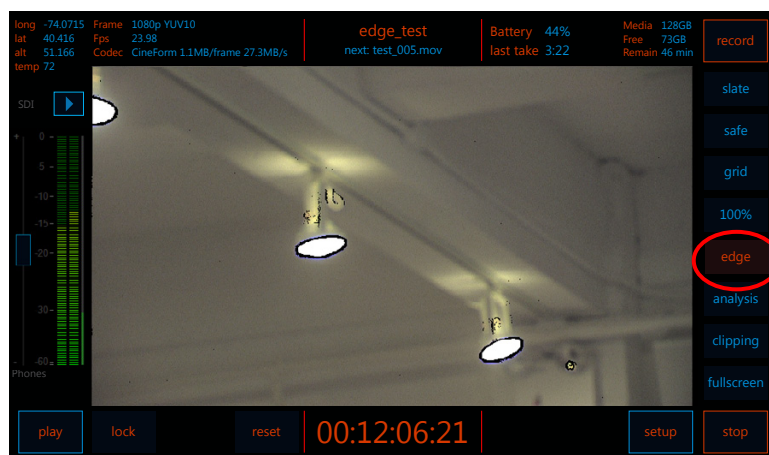 long -74.0715
lat 40.416
alt 51.166
temp 72
Frame 1080p YUV10
Fps 23.98
Codec CineForm 1.1MB/frame 27.3MB/s
edge_test
next: test_005.mov
Battery 44%
last take 3:22
Media 128GB
Free 73GB
Remain 46 min
record
slate
safe
grid
100%
edge
analysis
clipping
fullscreen
SDI
+ 0 -
5 -
-10-
-15-
-20-
30-
- -60-
Phones
play
lock
reset
00:12:06:21
setup
stop